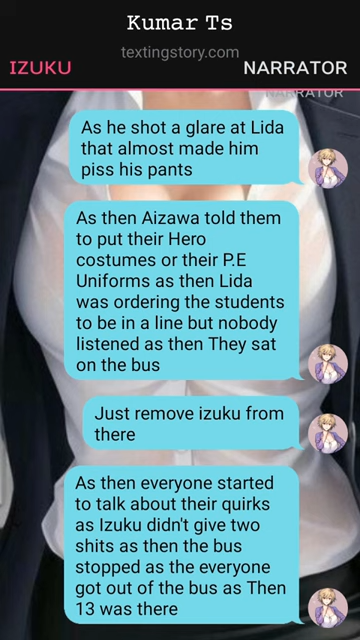 Kumar Ts
textingstory.com
IZUKU
NARRATOR
NARRATOR
As he shot a glare at Lida
that almost made him
piss his pants
As then Aizawa told them
to put their Hero
costumes or their P.E
Uniforms as then Lida
was ordering the students
to be in a line but nobody
listened as then They sat
on the bus
Just remove izuku from
there
As then everyone started
to talk about their quirks
as Izuku didn't give two
shits as then the bus
stopped as the everyone
got out of the bus as Then
13 was there